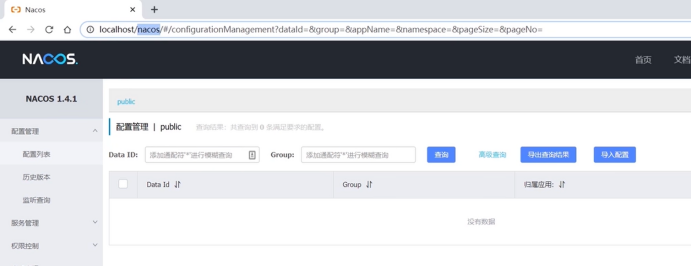 Nacos
localhost/nacos/#/configurationManagement?dataId=&group=&appName=&namespace=&pageSize=&pageNo=
NACOS.
首页 文档
NACOS 1.4.1
public
配置管理
配置管理 | public 查询结果：共查询到 0 条满足要求的配置。
配置列表
Data ID: 添加通配符'*'进行模糊查询 Group: 添加通配符'*'进行模糊查询 查询 高级查询 导出查询结果 导入配置
历史版本
监听查询
Data Id Group 归属应用:
服务管理
没有数据
权限控制